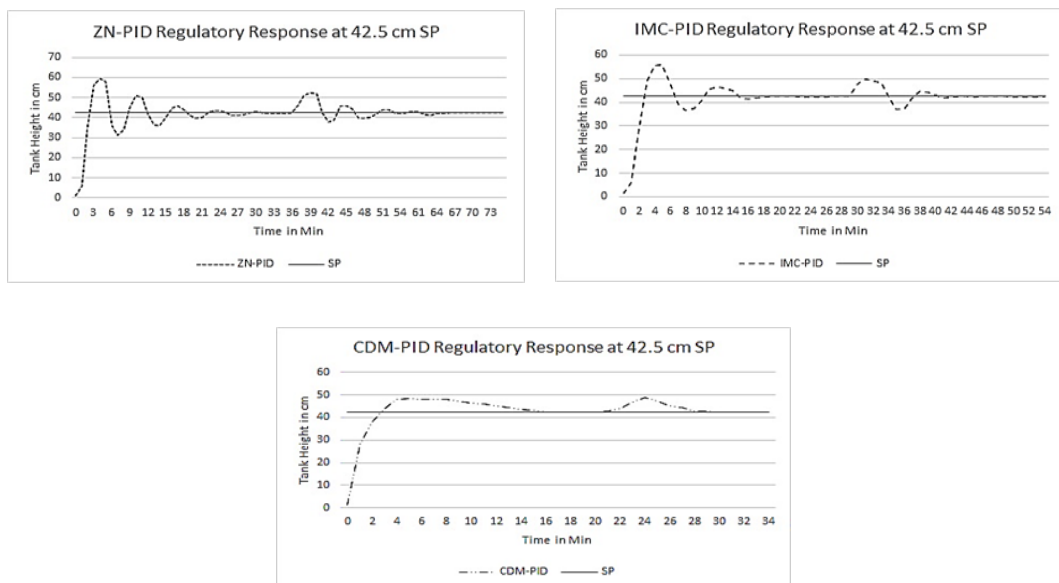 ZN-PID Regulatory Response at 42.5 cm SP
Tank Height in cm
70
60
50
40
30
20
10
0
0 3 6 9 12 15 18 21 24 27 30 33 36 39 42 45 48 51 54 58 61 64 67 70 73
Time in Min
ZN-PID SP
IMC-PID Regulatory Response at 42.5 cm SP
Tank Height in cm
60
50
40
30
20
10
0
0 2 4 6 8 10 12 14 16 18 20 22 24 26 28 30 32 34 36 38 40 42 44 46 48 50 52 54
Time in Min
IMC-PID SP
CDM-PID Regulatory Response at 42.5 cm SP
Tank Height in cm
60
50
40
30
20
10
0
0 2 4 6 8 10 12 14 16 18 20 22 24 26 28 30 32 34
Time in Min
CDM-PID SP